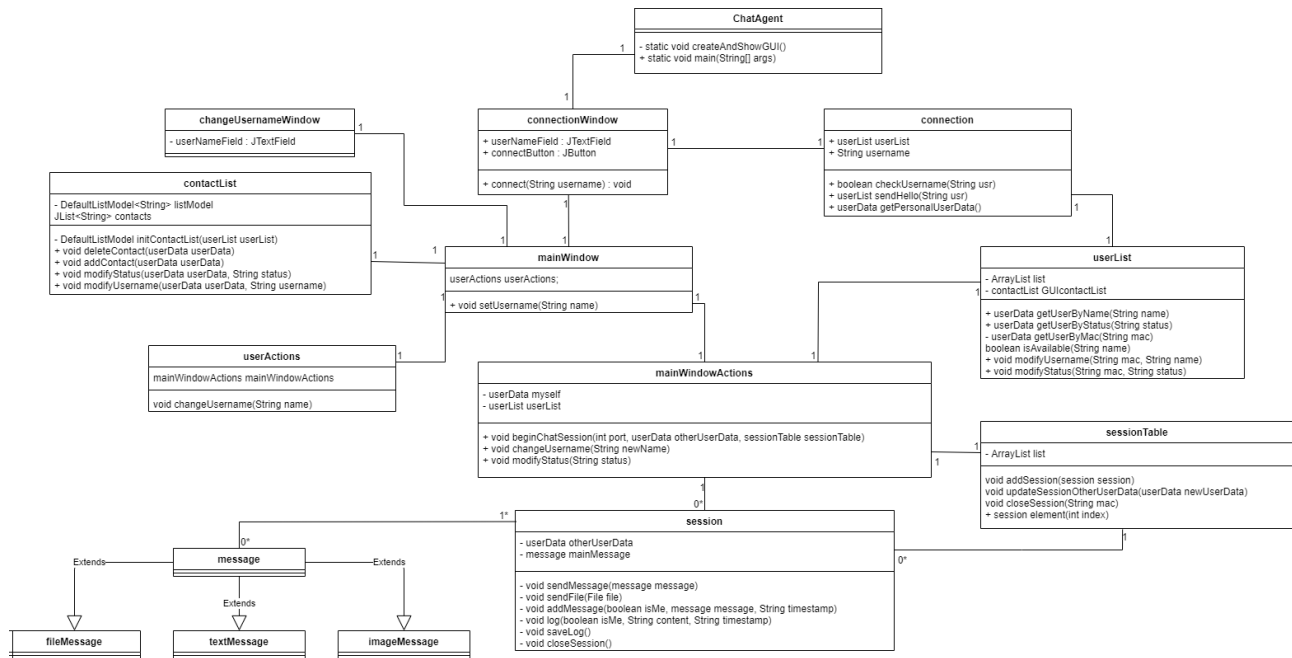 ChatAgent
- static void createAndShowGUI()
+ static void main(String[] args)
1
1
changeUsernameWindow
- userNameField : JTextField
1
connectionWindow
+ userNameField : JTextField
+ connectButton : JButton
+ connect(String username) : void
1
1
connection
+ userList userList
+ String username
+ boolean checkUsername(String usr)
+ userList sendHello(String usr)
+ userData getPersonalUserData()
contactList
- DefaultListModel<String> listModel
JList<String> contacts
- DefaultListModel initContactList(userList userList)
+ void deleteContact(userData userData)
+ void addContact(userData userData)
+ void modifyStatus(userData userData, String status)
+ void modifyUsername(userData userData, String username)
1
1
1
1
1
1
1
1
mainWindow
userActions userActions;
+ void setUsername(String name)
1
1
userList
- ArrayList list
- contactList GUIcontactList
+ userData getUserByName(String name)
+ userData getUserByStatus(String status)
- userData getUserByMac(String mac)
boolean isAvailable(String name)
+ void modifyUsername(String mac, String name)
+ void modifyStatus(String mac, String status)
1
userActions
mainWindowActions mainWindowActions
void changeUsername(String name)
1
1
1
mainWindowActions
- userData myself
- userList userList
+ void beginChatSession(int port, userData otherUserData, sessionTable sessionTable)
+ void changeUsername(String newName)
+ void modifyStatus(String status)
1
1
sessionTable
- ArrayList list
void addSession(session session)
void updateSessionOtherUserData(userData newUserData)
void closeSession(String mac)
+ session element(int index)
1
0*
1*
session
- userData otherUserData
- message mainMessage
- void sendMessage(message message)
- void sendFile(File file)
- void addMessage(boolean isMe, message message, String timestamp)
- void log(boolean isMe, String content, String timestamp)
- void saveLog()
- void closeSession()
1
0*
0*
message
Extends
Extends
Extends
fileMessage
textMessage
imageMessage